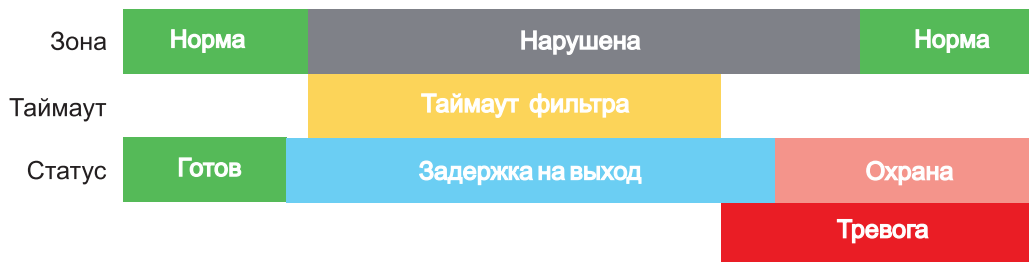 Зона Норма Нарушена Норма
Таймаут Таймаут фильтра
Статус Готов Задержка на выход Охрана
Тревога